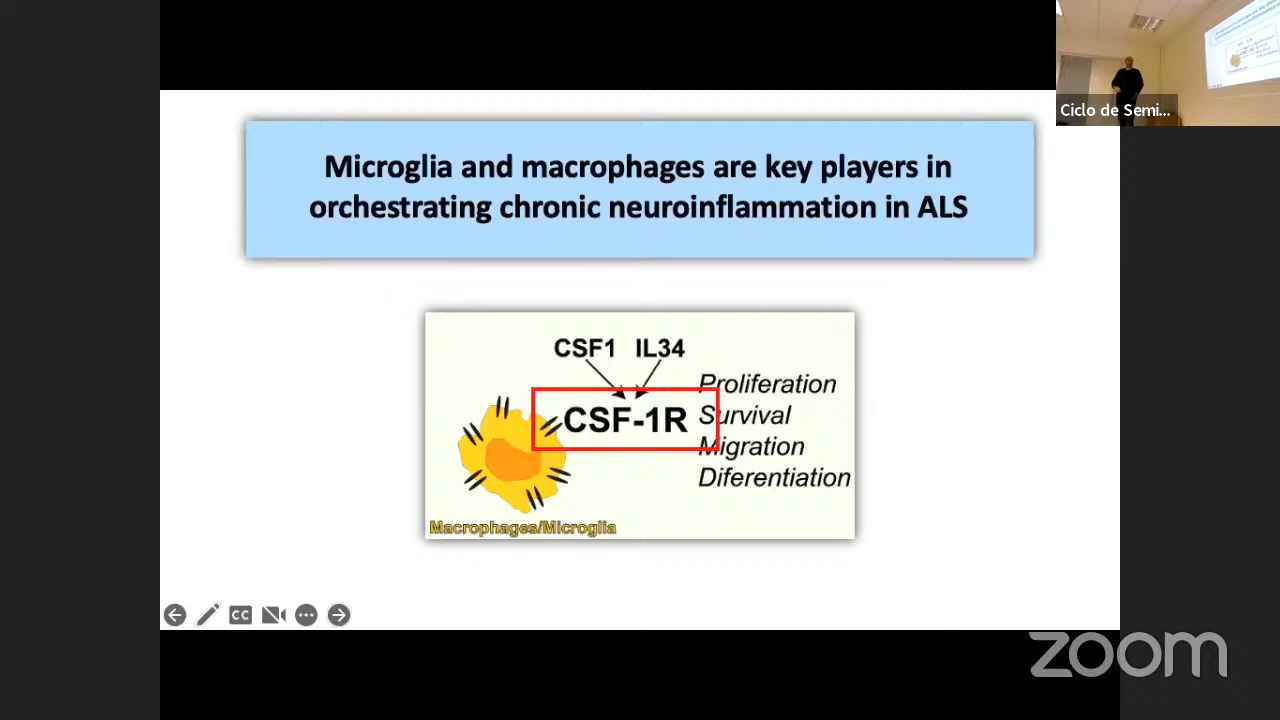 Ciclo de Semi...
Microglia and macrophages are key players in
orchestrating chronic neuroinflammation in ALS
CSF1 IL34
CSF-1R
Proliferation
Survival
Migration
Diferentiation
Macrophages/Microglia
CC
zoom